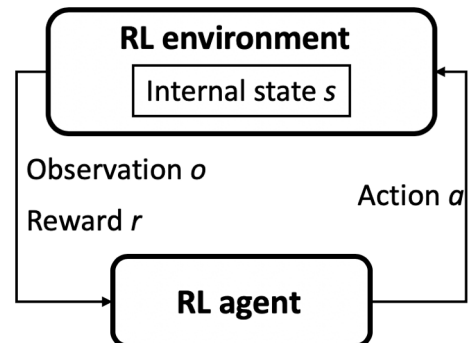 RL environment
Internal state s
Observation o
Reward r
Action a
RL agent